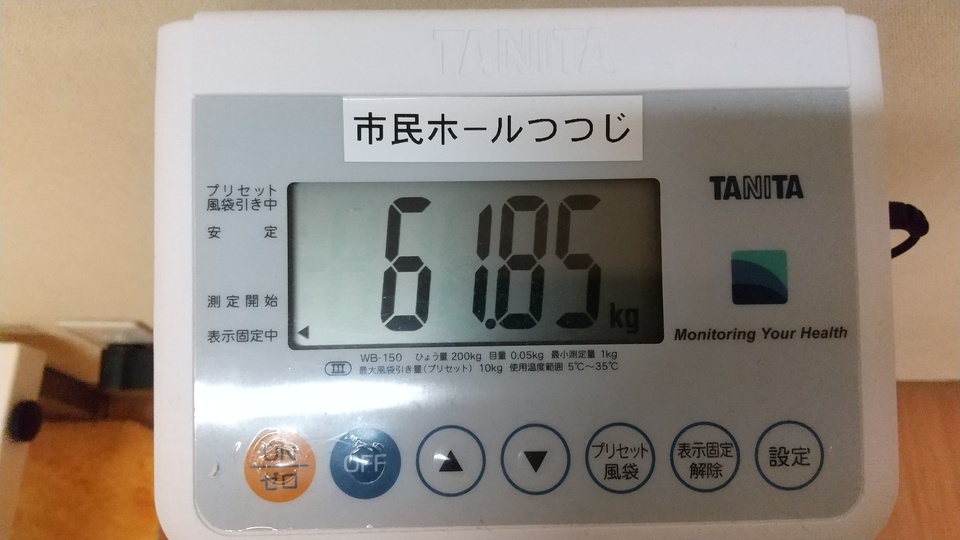 TANITA
市民ホールつつじ
プリセット
風袋引き中
TANITA
安 定
61.85 kg
測定開始
表示固定中
Monitoring Your Health
WB-150 ひょう量 200kg 目量 0.05kg 最小測定量 1kg
III 最大風袋引き量(プリセット) 10kg 使用温度範囲 5℃~35℃
ON
ゼロ
OFF
▲
▼
プリセット
風袋
表示固定
解除
設定